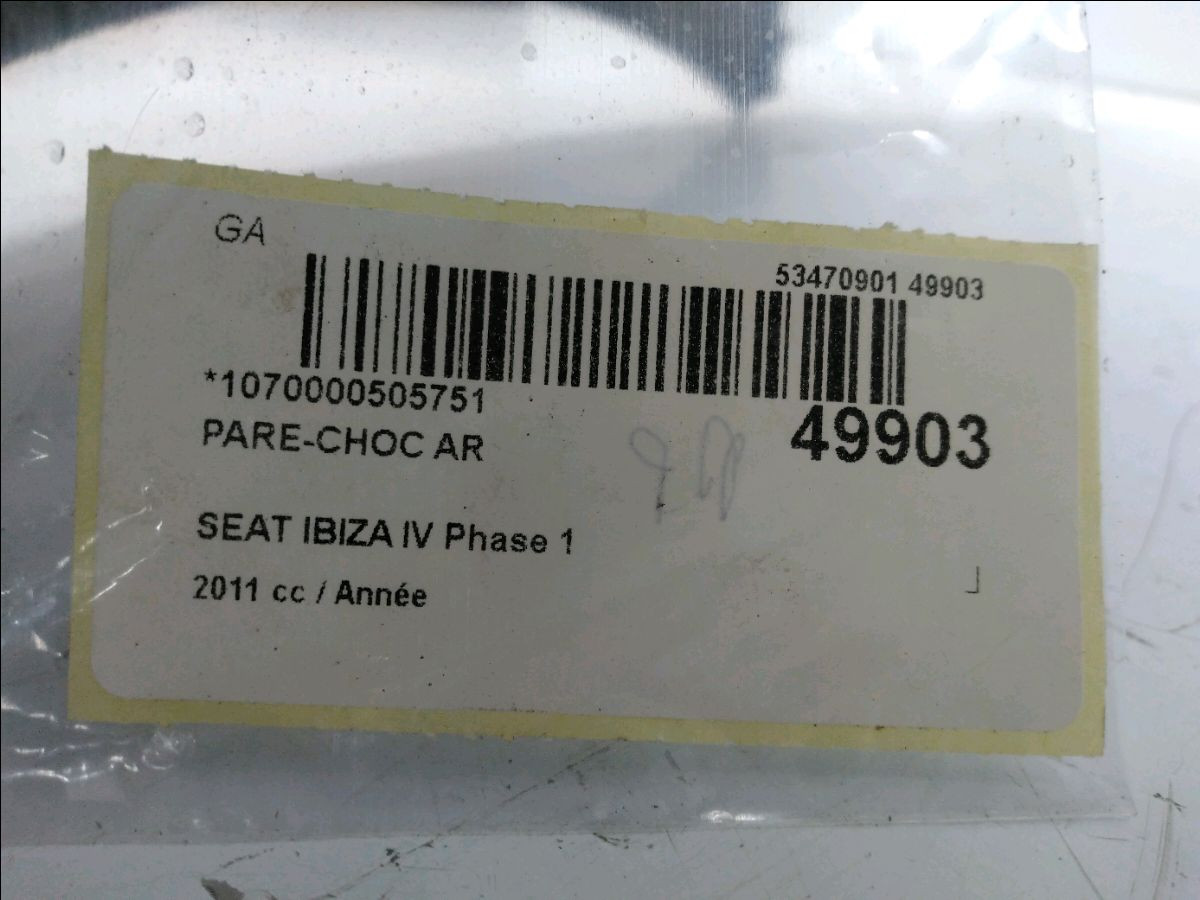 GA
53470901 49903
*1070000505751
49903
PARE-CHOC AR
SEAT IBIZA IV Phase 1
2011 cc / Année